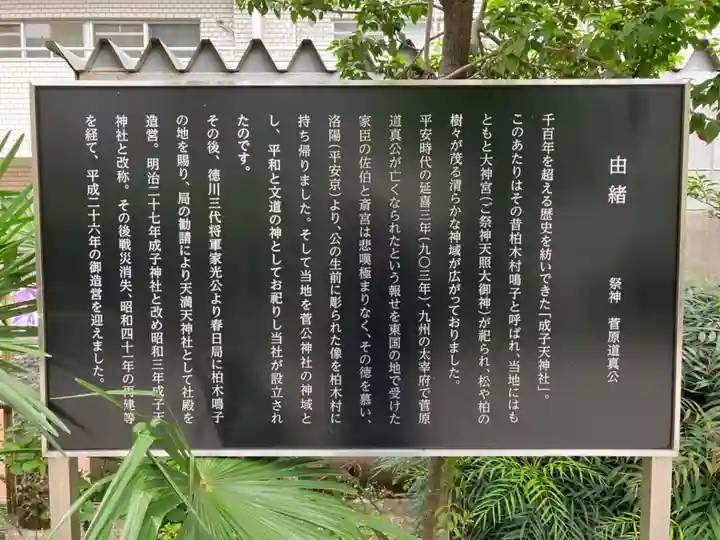 由緒
祭神 菅原道真公
千百年を超える歴史を紡いできた「成子天神社」。
このあたりはその昔柏木村鳴子と呼ばれ、当地にはも
ともと大神宮(ご祭神天照大御神)が祀られ、松や柏の
樹々が茂る清らかな神域が広がっておりました。
平安時代の延喜三年(九〇三年)、九州の太宰府で菅原
道真公が亡くなられたという報せを東国の地で受けた
家臣の佐伯と斎宮は悲嘆極まりなく、その徳を慕い、
洛陽(平安京)より、公の生前に彫られた像を柏木村に
持ち帰りました。そして当地を菅公神社の神域と
し、平和と文道の神としてお祀りし当社が設立され
たのです。
その後、徳川三代将軍家光公より春日局に柏木鳴子
の地を賜り、局の勧請により天満天神社として社殿を
造営。明治二十七年成子神社と改め昭和三年成子天
神社と改称。その後戦災消失、昭和四十一年の再建等
を経て、平成二十六年の御造営を迎えました。